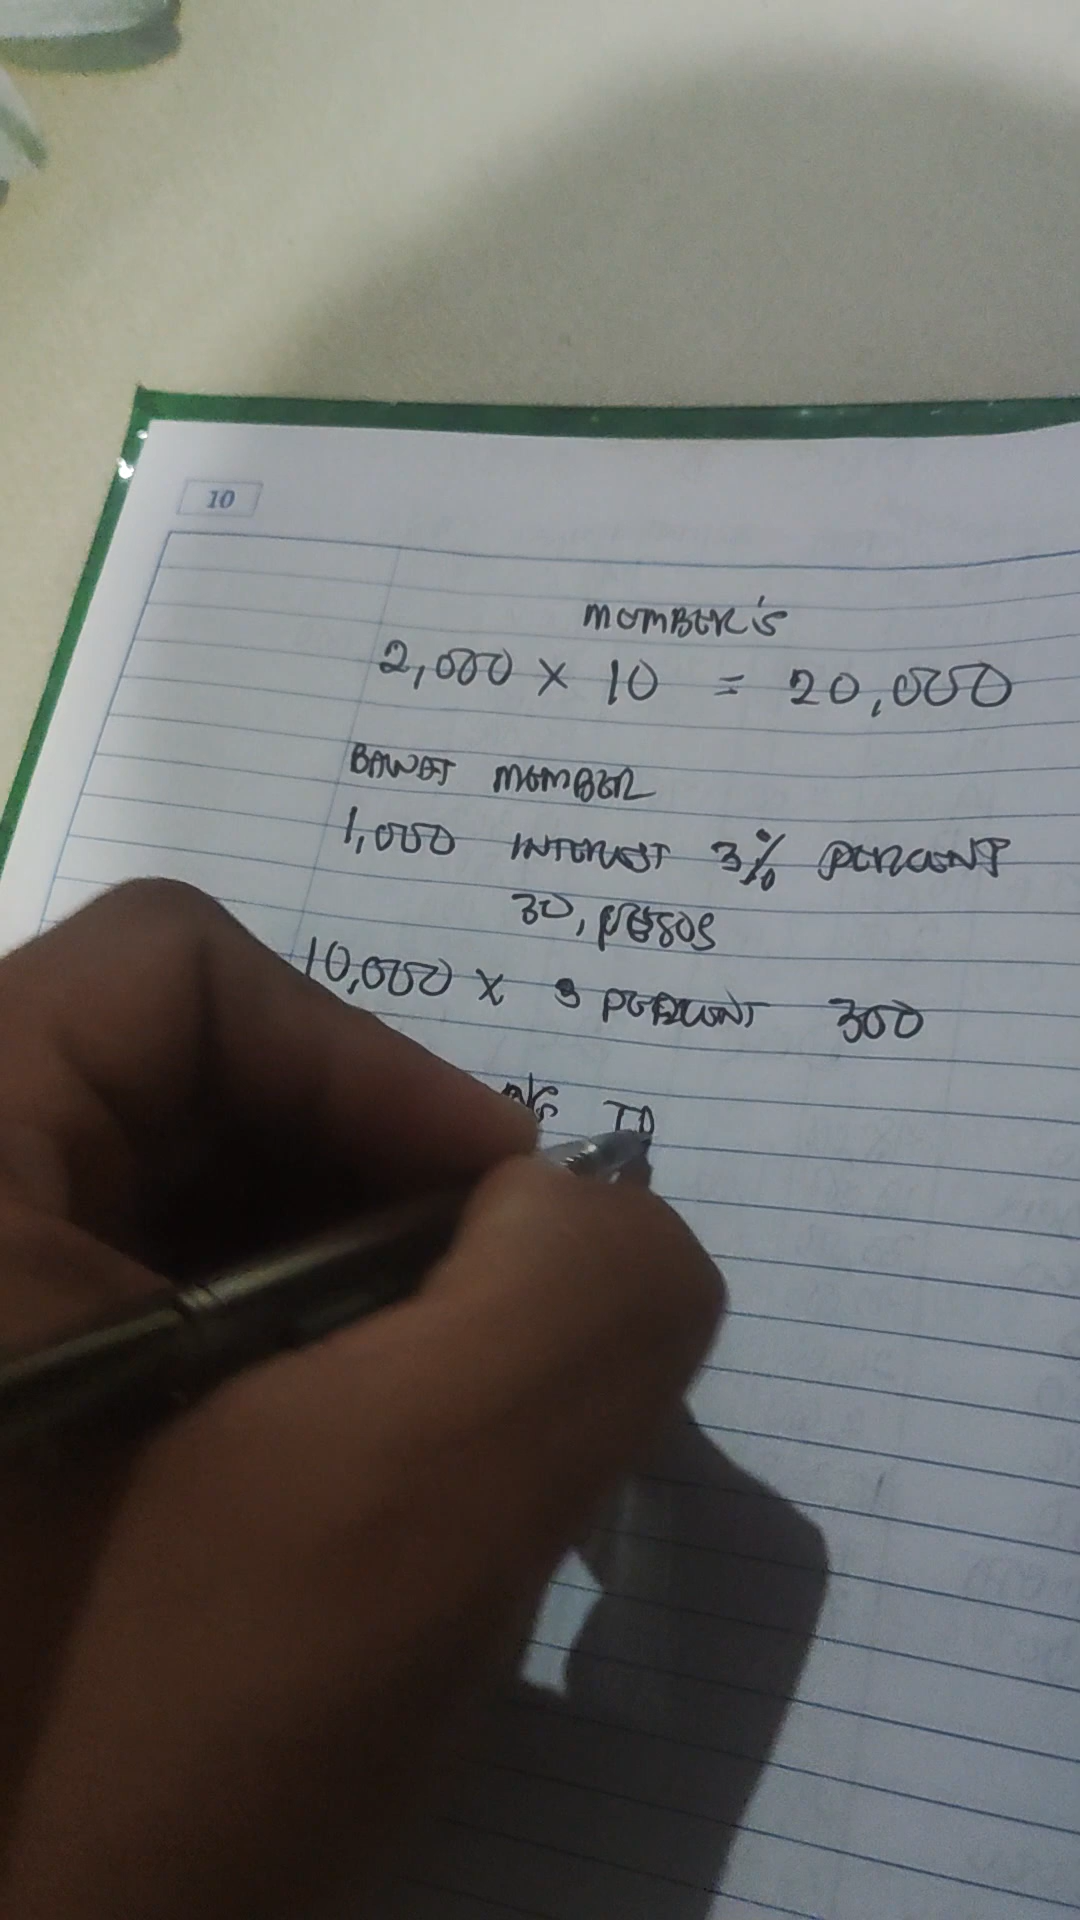 10
MEMBER'S
2,000 × 10 = 20,000
BAWAT MEMBER
1,000 INTEREST 3% PERCENT
30, PESOS
10,000 × 3 PERCENT 300